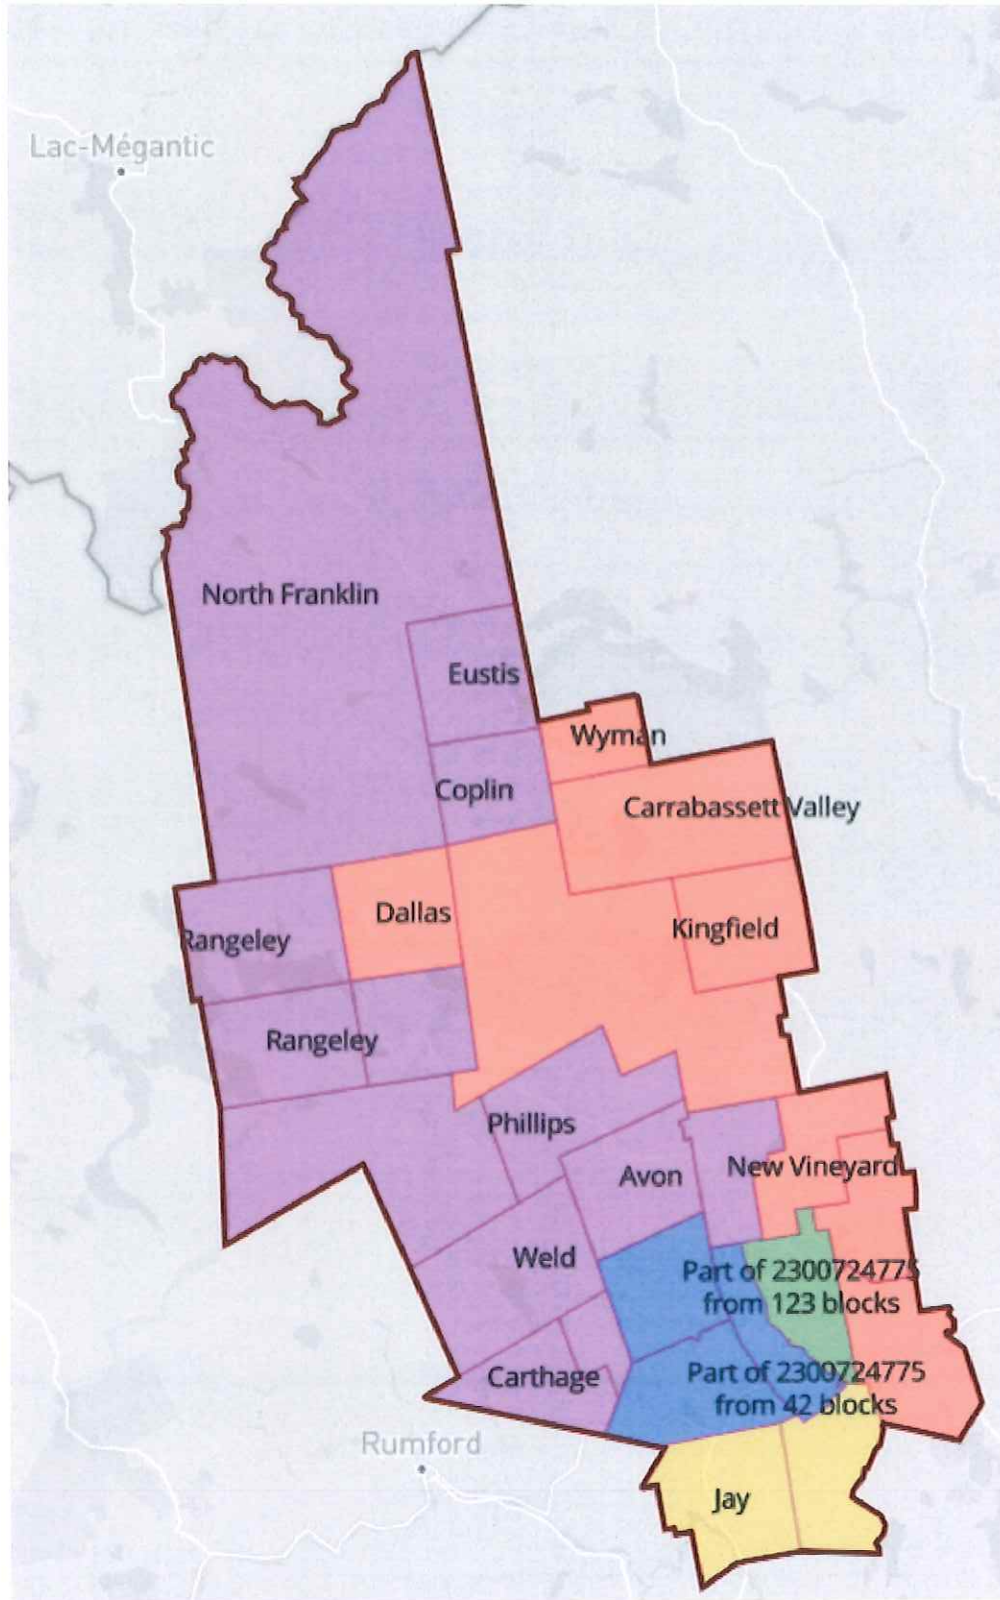 Lac-Mégantic
North Franklin
Eustis
Wyman
Coplin
Carrabassett Valley
Dallas
Kingfield
Rangeley
Rangeley
Phillips
New Vineyard
Avon
Weld
Part of 2300724775
from 123 blocks
Part of 2300724775
from 42 blocks
Carthage
Rumford
Jay